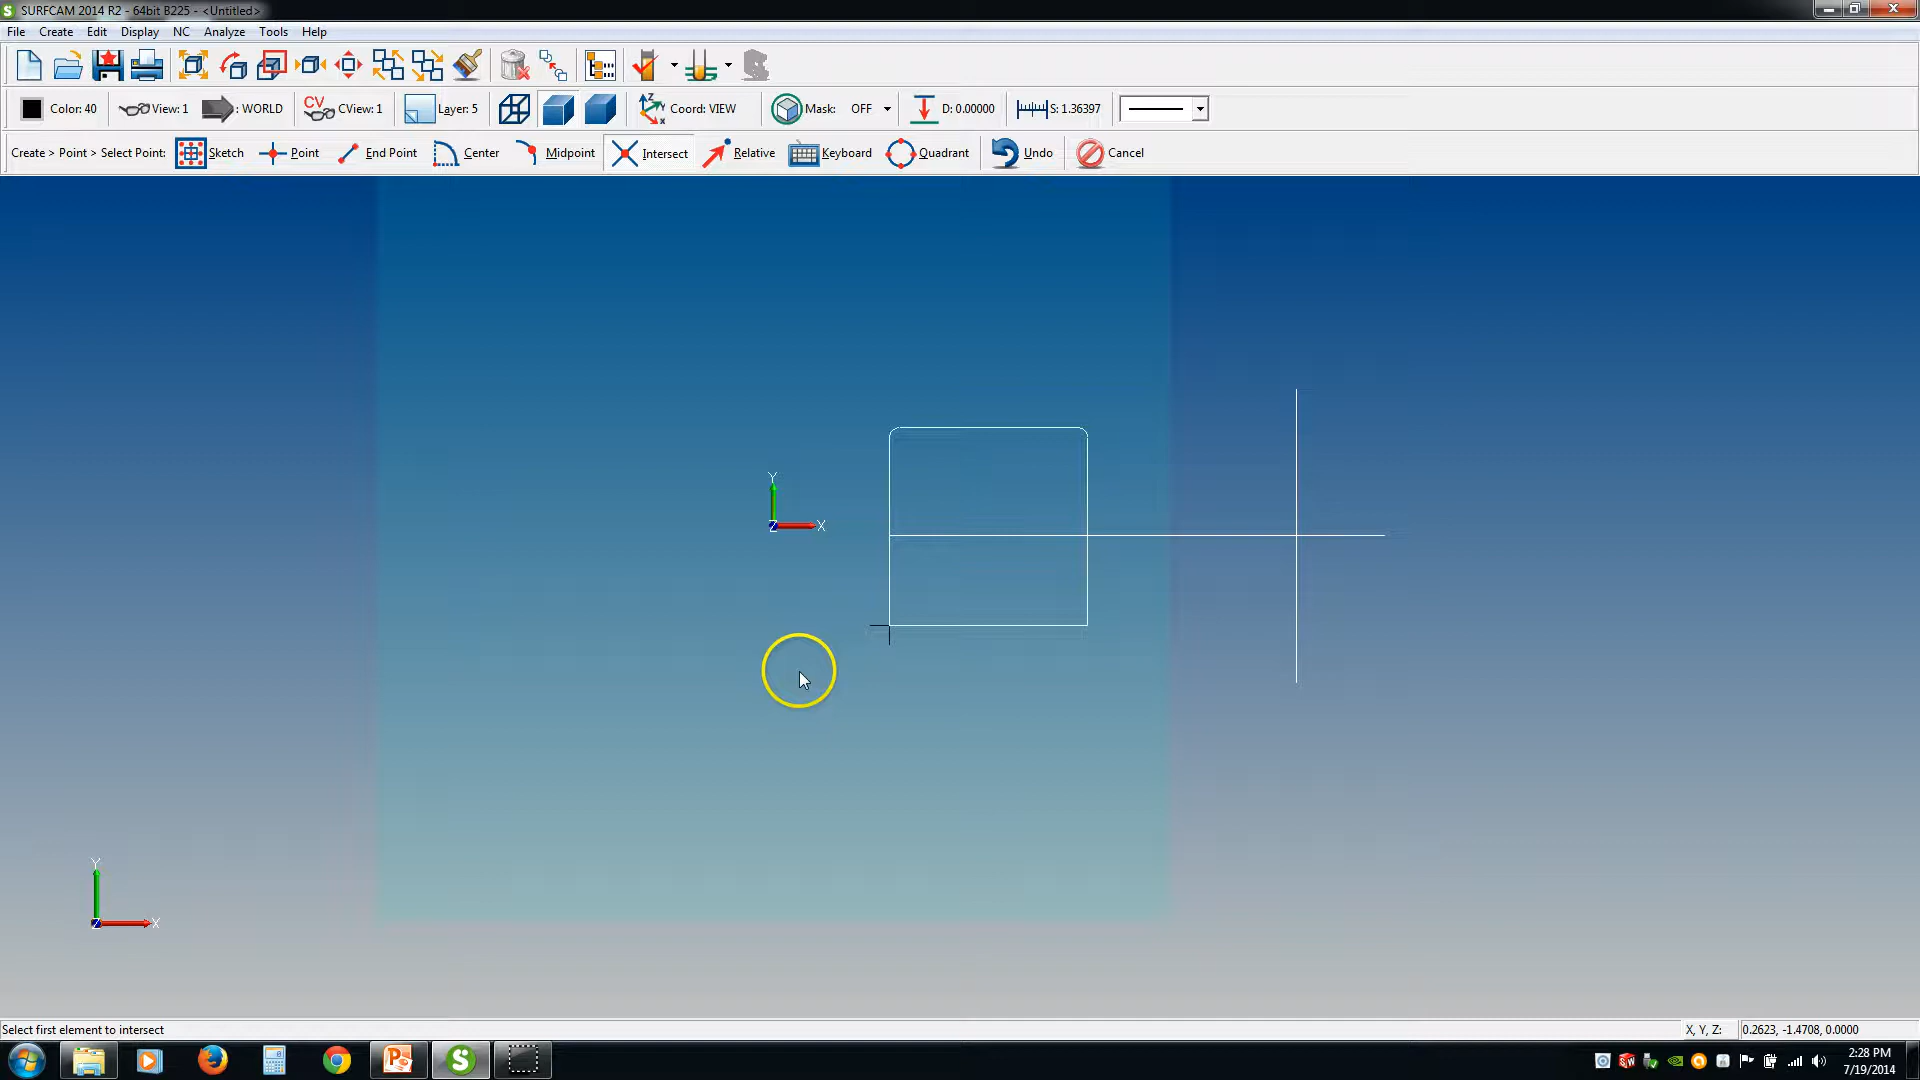 SURFCAM 2014 R2 - 64bit B225 - <Untitled>
File Create Edit Display NC Analyze Tools Help
Color: 40 View: 1 : WORLD CV CView: 1 Layer: 5 Z Y x Coord: VIEW Mask: OFF D: 0.00000 S: 1.36397
Create > Point > Select Point: Sketch Point End Point Center Midpoint Intersect Relative Keyboard Quadrant Undo Cancel
Y
Z X
Y
Z X
Select first element to intersect X, Y, Z: 0.2623, -1.4708, 0.0000
2:28 PM
7/19/2014